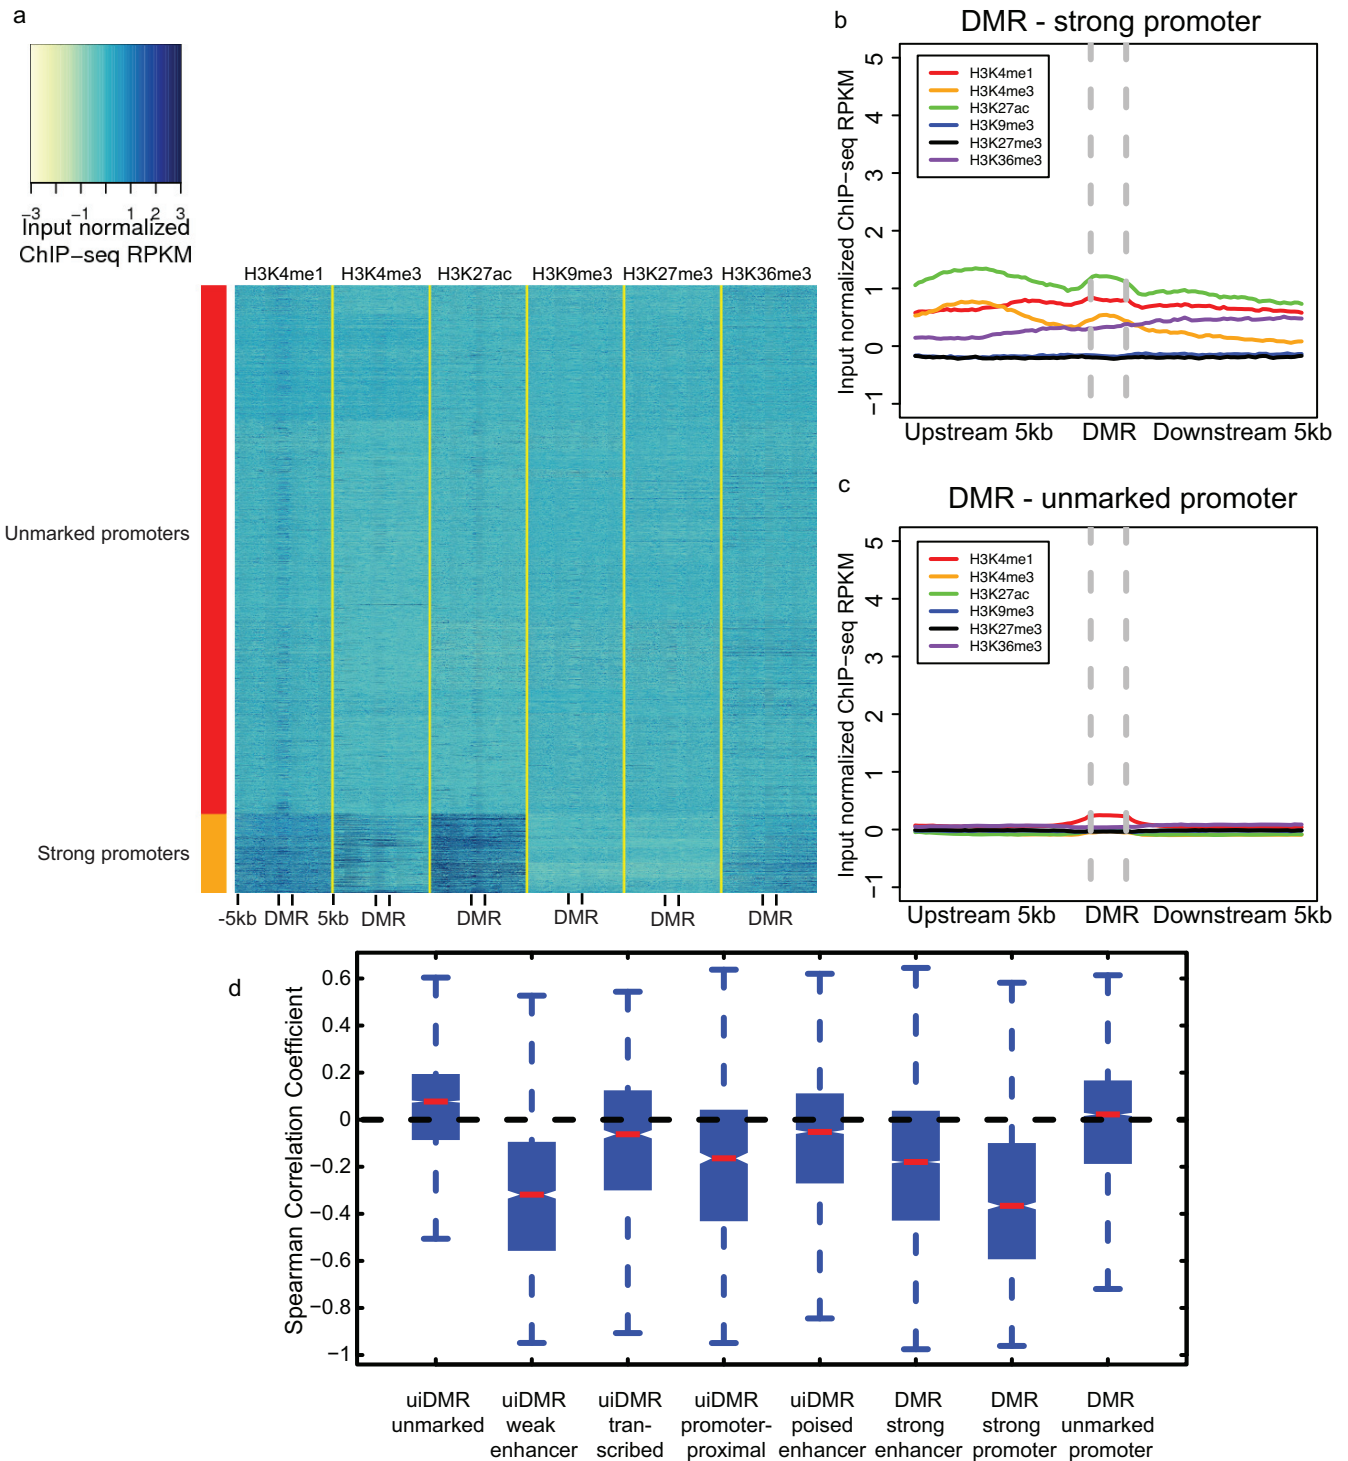 a
−3 −1 1 2 3
Input normalized
ChIP−seq RPKM
H3K4me1 H3K4me3 H3K27ac H3K9me3 H3K27me3 H3K36me3
Unmarked promoters
Strong promoters
-5kb DMR 5kb DMR DMR DMR DMR DMR
b
DMR - strong promoter
Input normalized ChIP−seq RPKM
5
4
3
2
1
0
−1
H3K4me1
H3K4me3
H3K27ac
H3K9me3
H3K27me3
H3K36me3
Upstream 5kb DMR Downstream 5kb
c
DMR - unmarked promoter
Input normalized ChIP−seq RPKM
5
4
3
2
1
0
−1
H3K4me1
H3K4me3
H3K27ac
H3K9me3
H3K27me3
H3K36me3
Upstream 5kb DMR Downstream 5kb
d
Spearman Correlation Coefficient
0.6
0.4
0.2
0
−0.2
−0.4
−0.6
−0.8
−1
uiDMR
unmarked
uiDMR
weak
enhancer
uiDMR
tran-
scribed
uiDMR
promoter-
proximal
uiDMR
poised
enhancer
DMR
strong
enhancer
DMR
strong
promoter
DMR
unmarked
promoter